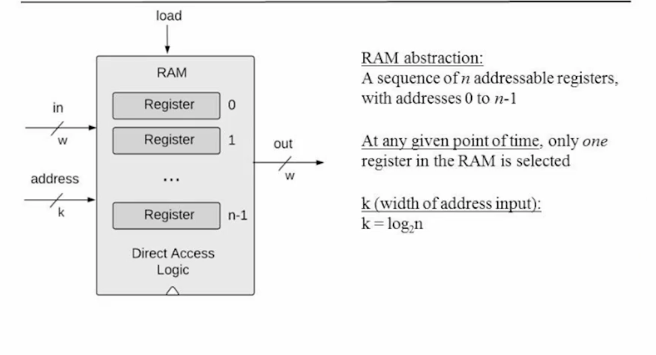 load
RAM
Register 0
in
w
Register 1
out
w
address
k
...
Register n-1
Direct Access
Logic
RAM abstraction:
A sequence of n addressable registers,
with addresses 0 to n-1
At any given point of time, only one
register in the RAM is selected
k (width of address input):
k = log₂n